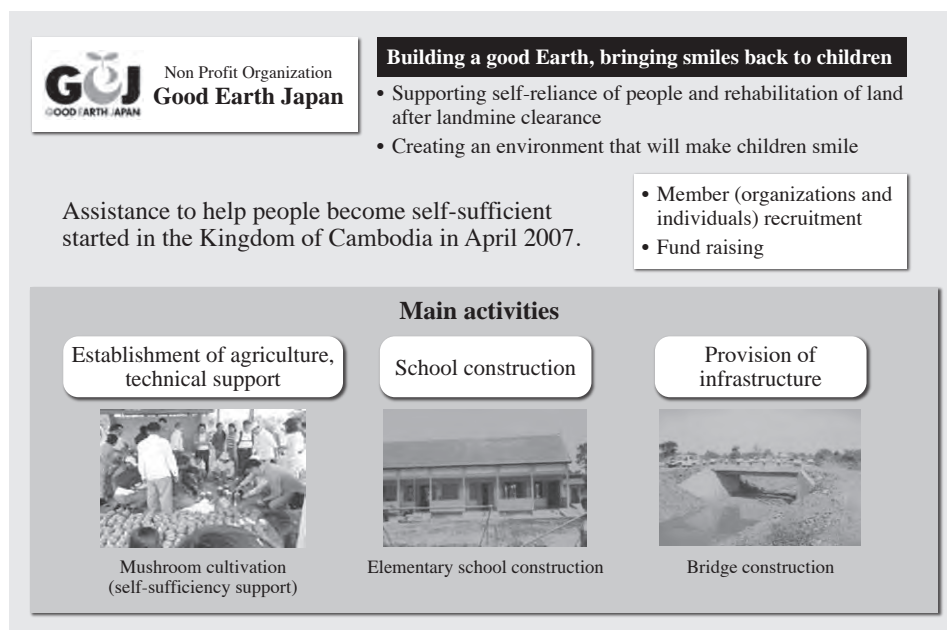 GEJ
GOOD EARTH JAPAN
Non Profit Organization
Good Earth Japan
Building a good Earth, bringing smiles back to children
• Supporting self-reliance of people and rehabilitation of land
after landmine clearance
• Creating an environment that will make children smile
Assistance to help people become self-sufficient
started in the Kingdom of Cambodia in April 2007.
• Member (organizations and
individuals) recruitment
• Fund raising
Main activities
Establishment of agriculture,
technical support
School construction
Provision of
infrastructure
Mushroom cultivation
(self-sufficiency support)
Elementary school construction
Bridge construction